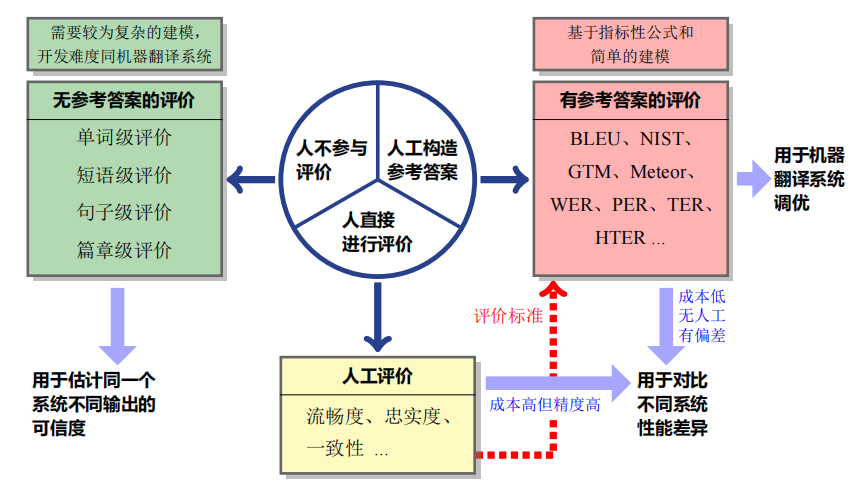 需要较为复杂的建模，
开发难度同机器翻译系统
无参考答案的评价
单词级评价
短语级评价
句子级评价
篇章级评价
用于估计同一个
系统不同输出的
可信度
人不参与
评价
人工构造
参考答案
人直接
进行评价
人工评价
流畅度、忠实度、
一致性 ...
评价标准
成本高但精度高
基于指标性公式和
简单的建模
有参考答案的评价
BLEU、NIST、
GTM、Meteor、
WER、PER、TER、
HTER ...
用于机器
翻译系统
调优
成本低
无人工
有偏差
用于对比
不同系统
性能差异